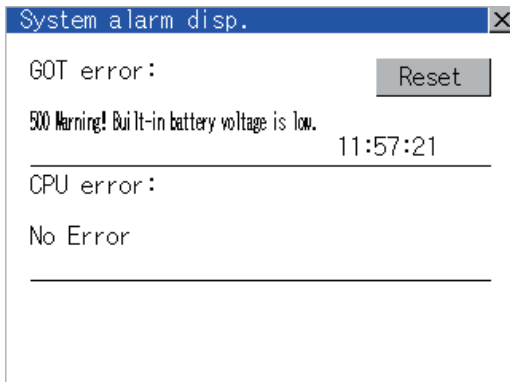 System alarm disp.
GOT error:
Reset
500 Warning! Built-in battery voltage is low.
11:57:21
CPU error:
No Error